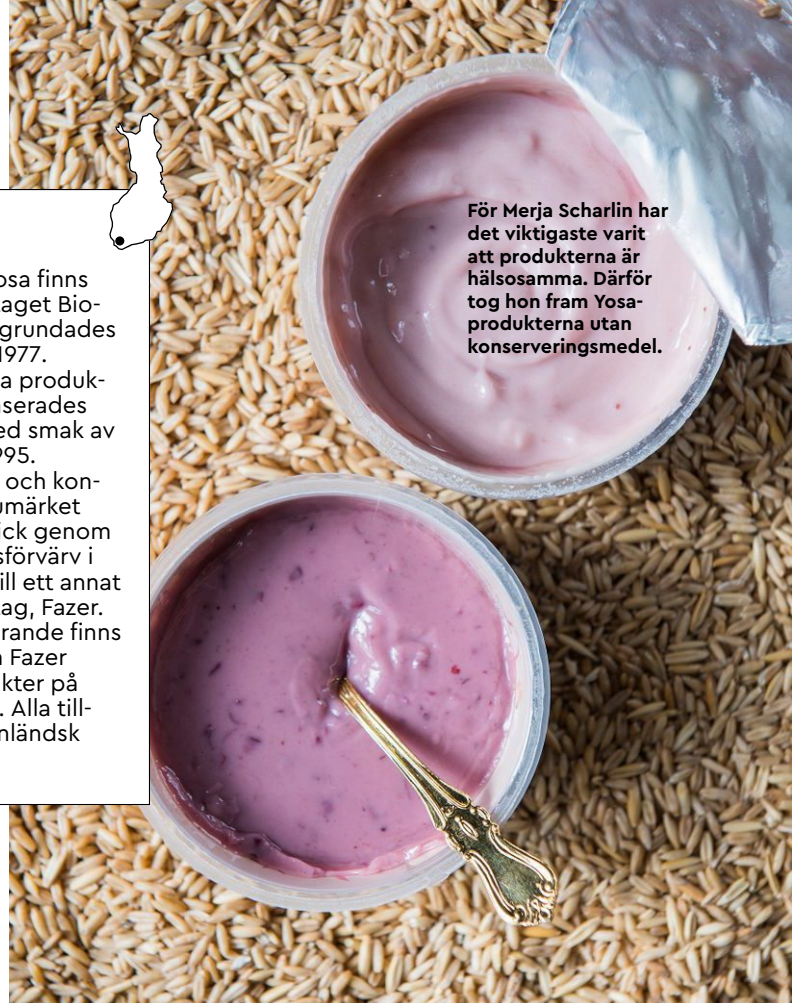 osa finns
taget Bio-
grundades
1977.
a produk-
serades
ed smak av
995.
och kon-
umärket
ick genom
sförvärv i
ill ett annat
ag, Fazer.
rande finns
Fazer
kter på
. Alla till-
nländsk
För Merja Scharlin har
det viktigaste varit
att produkterna är
hälsosamma. Därför
tog hon fram Yosa-
produkterna utan
konserveringsmedel.